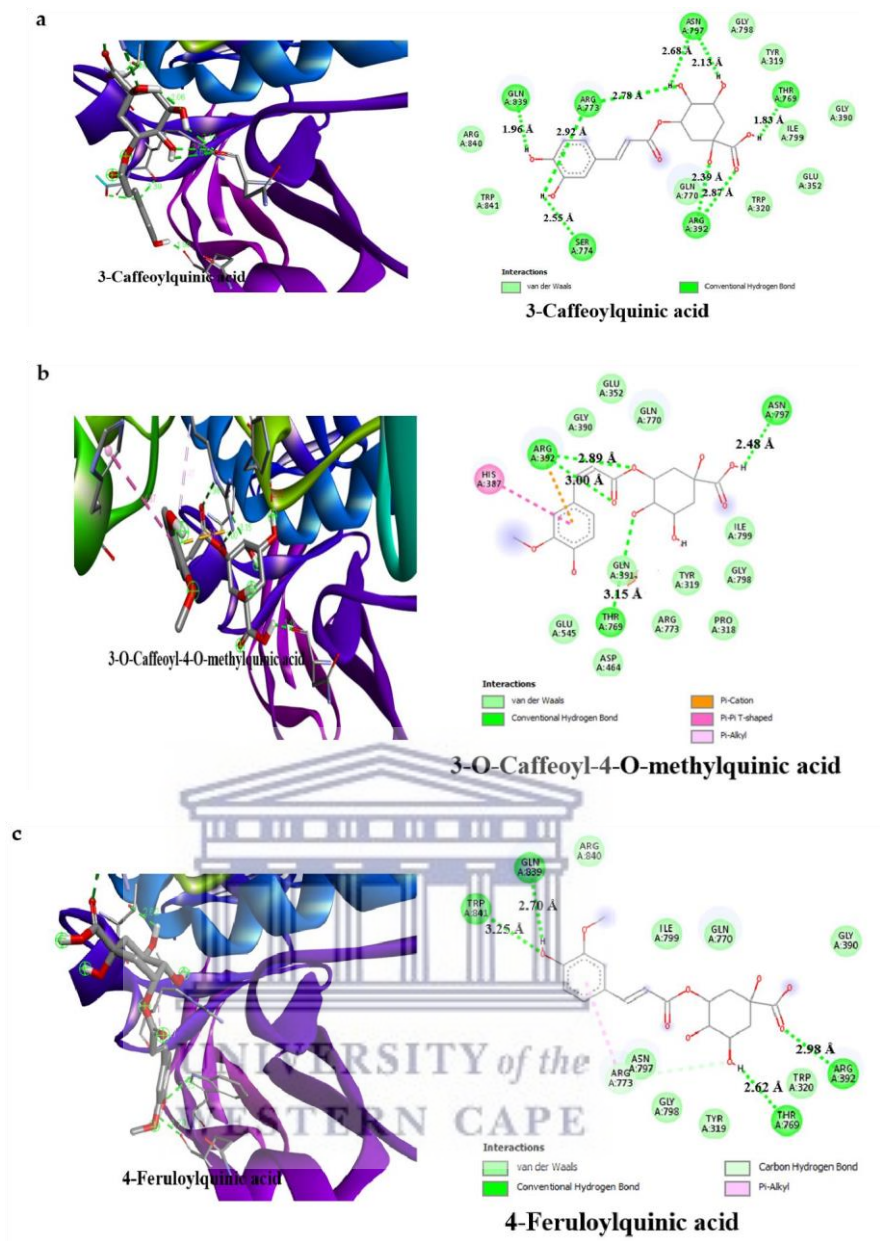 a
ASN
A:797
GLY
A:798
2.68 Å
2.13 Å
TYR
A:319
GLN
A:839
ARG
A:773
2.78 Å
THR
A:769
1.96 Å
2.92 Å
1.83 Å
GLY
A:390
ARG
A:840
ILE
A:799
2.39 Å
GLU
A:352
TRP
A:841
GLN
A:770
2.87 Å
TRP
A:320
2.55 Å
ARG
A:392
SER
A:774
3-Caffeoylquinic acid
Interactions
van der Waals
Conventional Hydrogen Bond
3-Caffeoylquinic acid
b
GLU
A:352
GLY
A:390
GLN
A:770
ASN
A:797
ARG
A:392
2.89 Å
2.48 Å
3.00 Å
HIS
A:387
ILE
A:799
GLN
A:391
TYR
A:319
GLY
A:798
3.15 Å
GLU
A:545
THR
A:769
ARG
A:773
PRO
A:318
ASP
A:464
3-O-Caffeoyl-4-O-methylquinic acid
Interactions
van der Waals
Conventional Hydrogen Bond
Pi-Cation
Pi-Pi T-shaped
Pi-Alkyl
3-O-Caffeoyl-4-O-methylquinic acid
c
ARG
A:840
GLN
A:839
TRP
A:841
2.70 Å
3.25 Å
ILE
A:799
GLN
A:770
GLY
A:390
2.98 Å
ASN
A:797
ARG
A:773
TRP
A:320
ARG
A:392
2.62 Å
GLY
A:798
TYR
A:319
THR
A:769
UNIVERSITY of the
WESTERN CAPE
4-Feruloylquinic acid
Interactions
van der Waals
Conventional Hydrogen Bond
Carbon Hydrogen Bond
Pi-Alkyl
4-Feruloylquinic acid